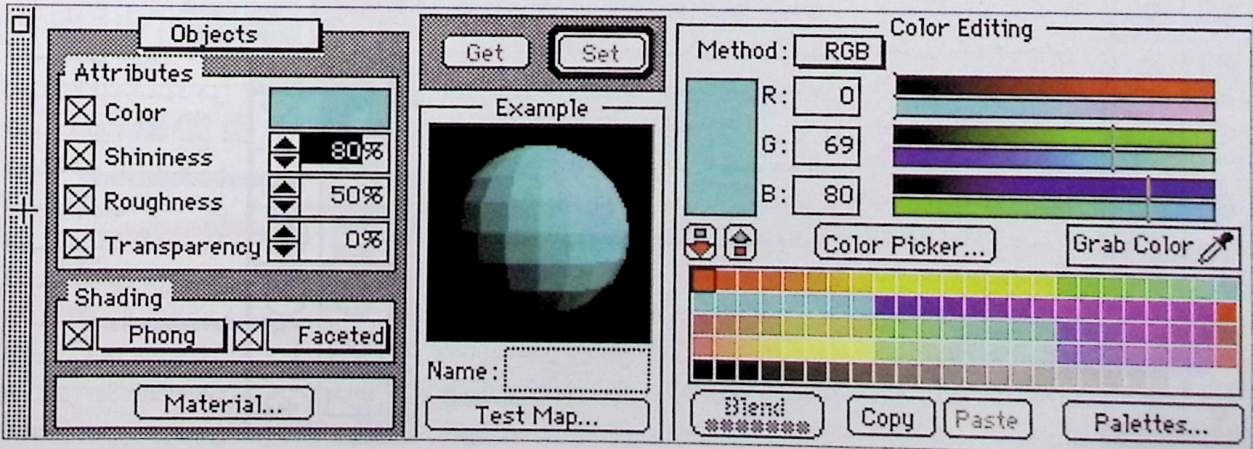 Objects
Attributes
Color
Shininess 80%
Roughness 50%
Transparency 0%
Shading
Phong Faceted
Material...
Get Set
Example
Name:
Test Map...
Color Editing
Method: RGB
R: 0
G: 69
B: 80
Color Picker... Grab Color
Blend Copy Paste Palettes...